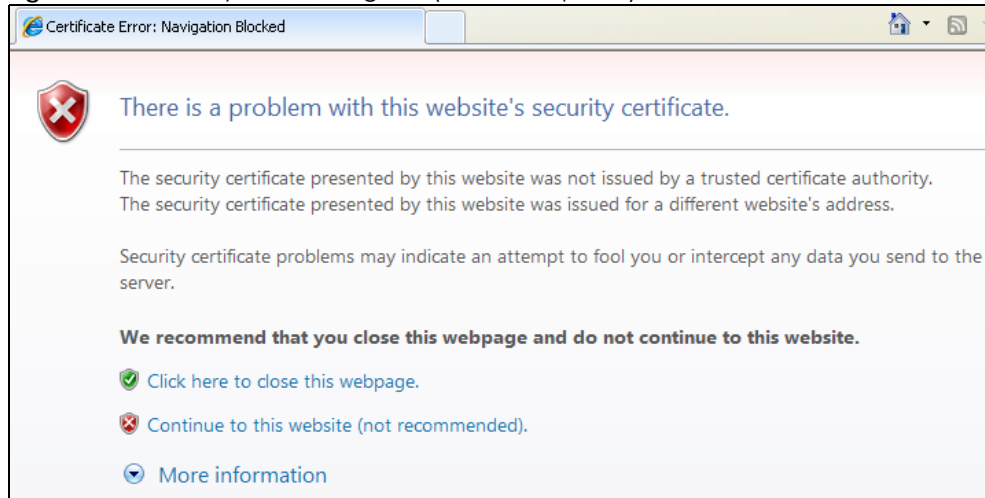 Certificate Error: Navigation Blocked
There is a problem with this website's security certificate.
The security certificate presented by this website was not issued by a trusted certificate authority.
The security certificate presented by this website was issued for a different website's address.
Security certificate problems may indicate an attempt to fool you or intercept any data you send to the
server.
We recommend that you close this webpage and do not continue to this website.
Click here to close this webpage.
Continue to this website (not recommended).
More information